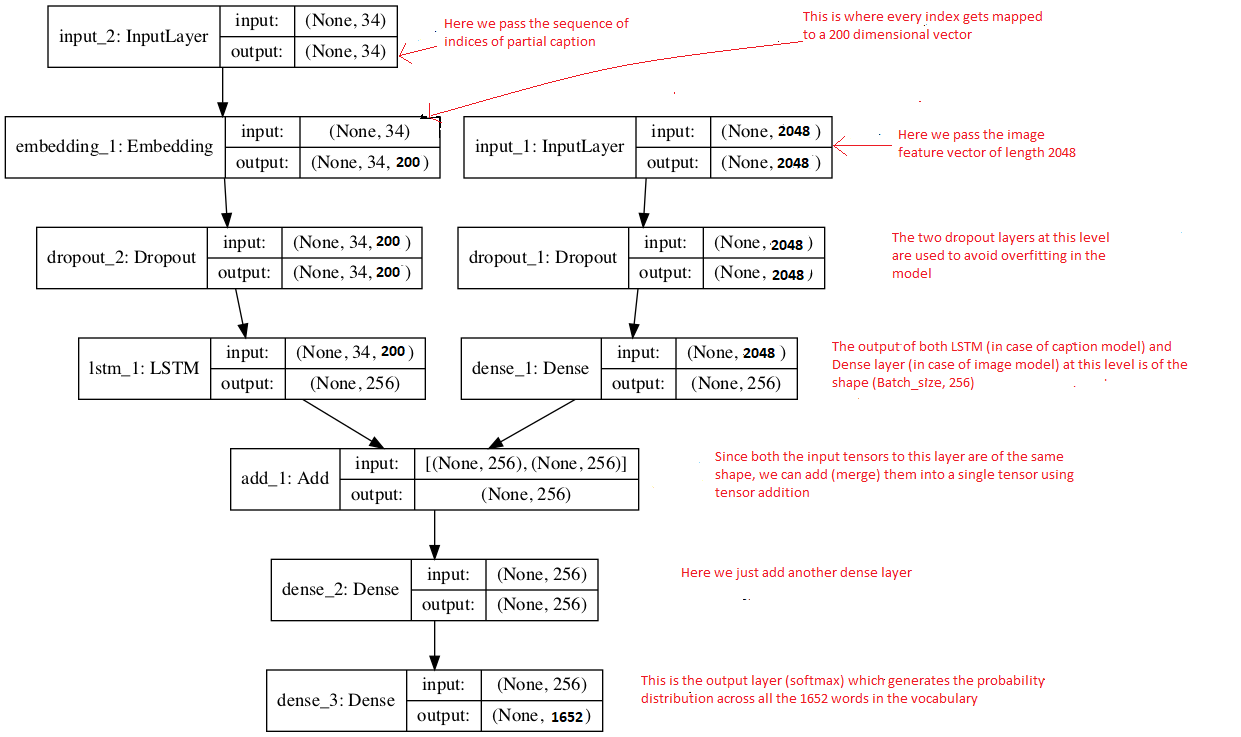 input_2: InputLayer
input: (None, 34)
output: (None, 34)
Here we pass the sequence of
indices of partial caption
This is where every index gets mapped
to a 200 dimensional vector
embedding_1: Embedding
input: (None, 34)
output: (None, 34, 200 )
input_1: InputLayer
input: (None, 2048 )
output: (None, 2048 )
Here we pass the image
feature vector of length 2048
dropout_2: Dropout
input: (None, 34, 200 )
output: (None, 34, 200 )
dropout_1: Dropout
input: (None, 2048 )
output: (None, 2048 )
The two dropout layers at this level
are used to avoid overfitting in the
model
lstm_1: LSTM
input: (None, 34, 200 )
output: (None, 256)
dense_1: Dense
input: (None, 2048 )
output: (None, 256)
The output of both LSTM (in case of caption model) and
Dense layer (in case of image model) at this level is of the
shape (Batch_size, 256)
add_1: Add
input: [(None, 256), (None, 256)]
output: (None, 256)
Since both the input tensors to this layer are of the same
shape, we can add (merge) them into a single tensor using
tensor addition
dense_2: Dense
input: (None, 256)
output: (None, 256)
Here we just add another dense layer
dense_3: Dense
input: (None, 256)
output: (None, 1652 )
This is the output layer (softmax) which generates the probability
distribution across all the 1652 words in the vocabulary